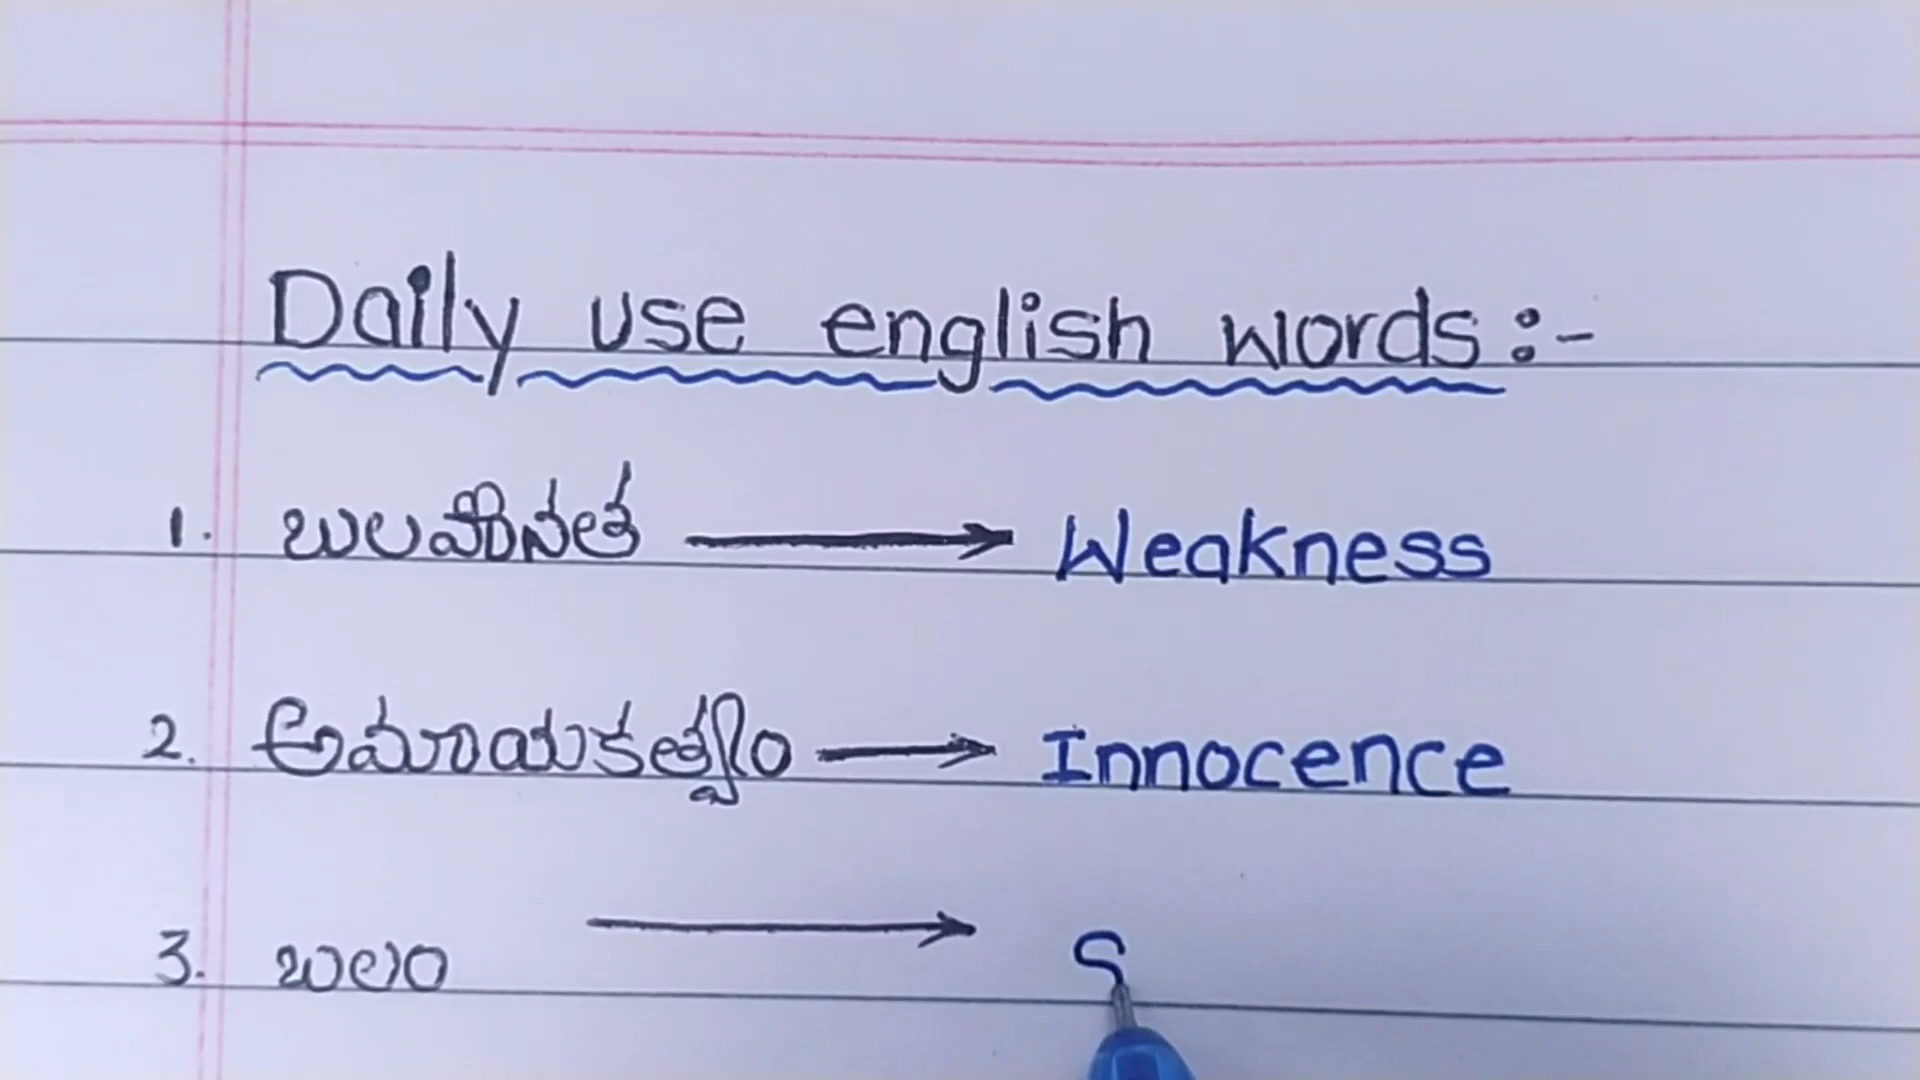 Daily use english words :-
1. బలహీనత → Weakness
2. అమాయకత్వం → Innocence
3. బలం → S